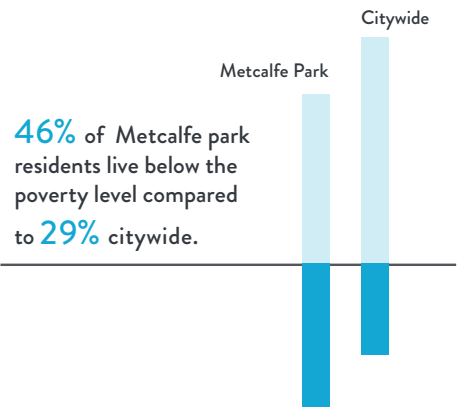 Citywide
Metcalfe Park
46% of Metcalfe park
residents live below the
poverty level compared
to 29% citywide.